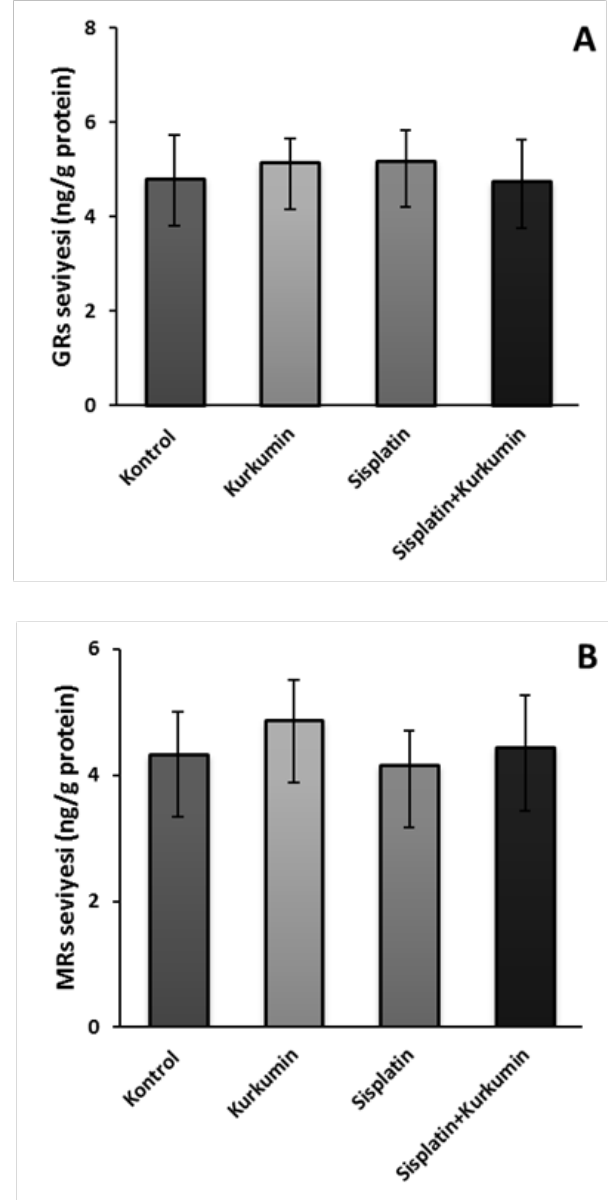 A
GRs seviyesi (ng/g protein)
8
6
4
2
0
Kontrol
Kurkumin
Sisplatin
Sisplatin+Kurkumin
B
MRs seviyesi (ng/g protein)
6
4
2
0
Kontrol
Kurkumin
Sisplatin
Sisplatin+Kurkumin